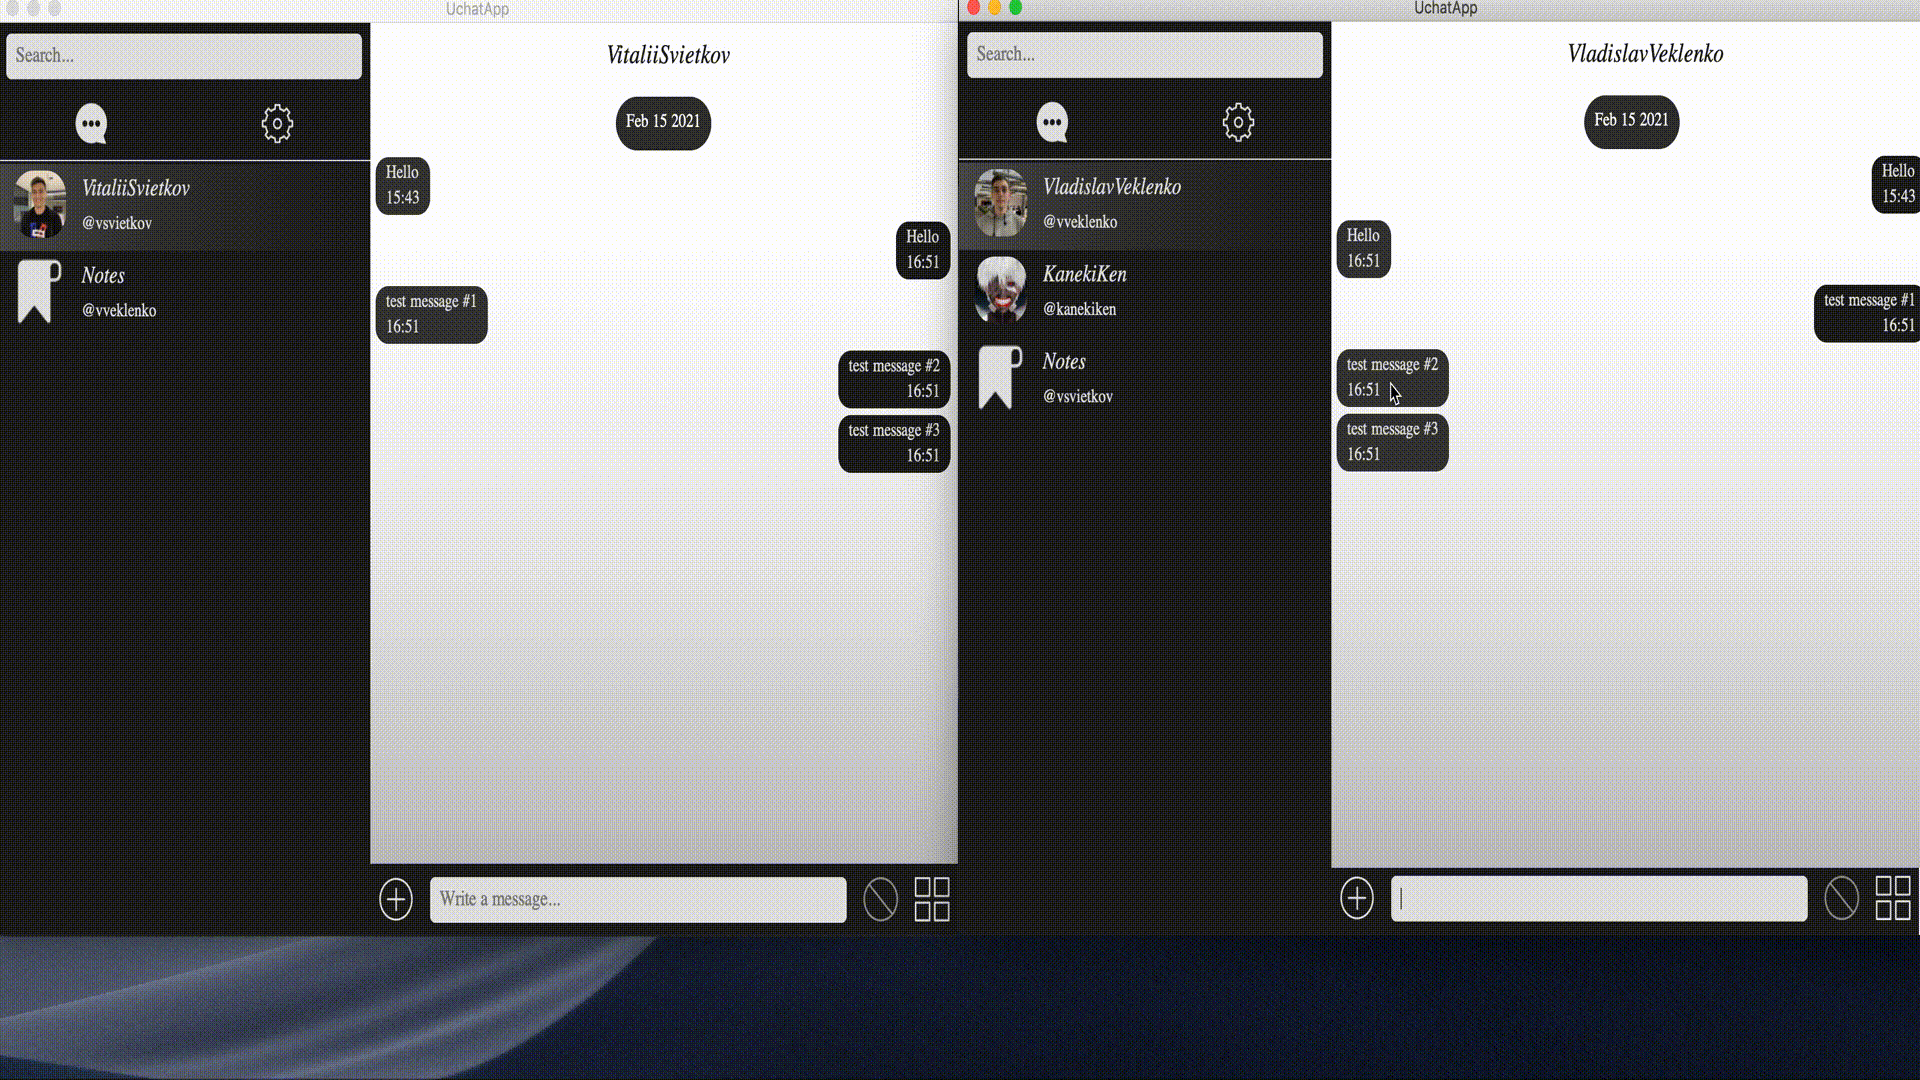 UchatApp
Search...
VitaliiSvietkov
@vsvietkov
Notes
@vveklenko
VitaliiSvietkov
Feb 15 2021
Hello
15:43
Hello
16:51
test message #1
16:51
test message #2
16:51
test message #3
16:51
Write a message...
UchatApp
Search...
VladislavVeklenko
@vveklenko
KanekiKen
@kanekiken
Notes
@vsvietkov
VladislavVeklenko
Feb 15 2021
Hello
15:43
Hello
16:51
test message #1
16:51
test message #2
16:51
test message #3
16:51